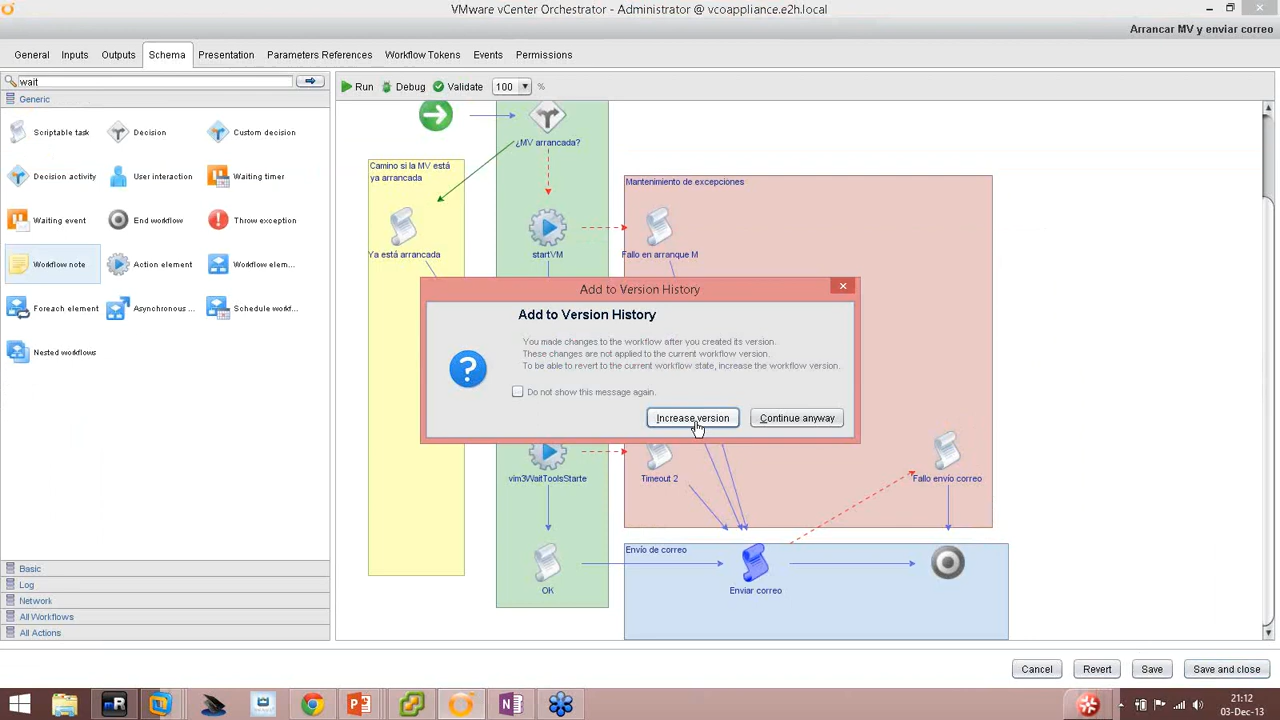 VMware vCenter Orchestrator - Administrator @ vcoappliance.e2h.local
Arrancar MV y enviar correo
General Inputs Outputs Schema Presentation Parameters References Workflow Tokens Events Permissions
wait
Run Debug Validate 100 %
Generic
Scriptable task Decision Custom decision
Decision activity User interaction Waiting timer
Waiting event End workflow Throw exception
Workflow note Action element Workflow elem...
Foreach element Asynchronous ... Schedule workf...
Nested workflows
Basic
Log
Network
All Workflows
All Actions
¿MV arrancada?
Camino si la MV está
ya arrancada
Mantenimiento de excepciones
Ya está arrancada
startVM
Fallo en arranque M
Add to Version History
Add to Version History
You made changes to the workflow after you created its version.
These changes are not applied to the current workflow version.
To be able to revert to the current workflow state, increase the workflow version.
Do not show this message again.
Increase version Continue anyway
vim3WaitToolsStarte
Timeout 2
Fallo envío correo
Envío de correo
OK
Enviar correo
Cancel Revert Save Save and close
21:12
03-Dec-13